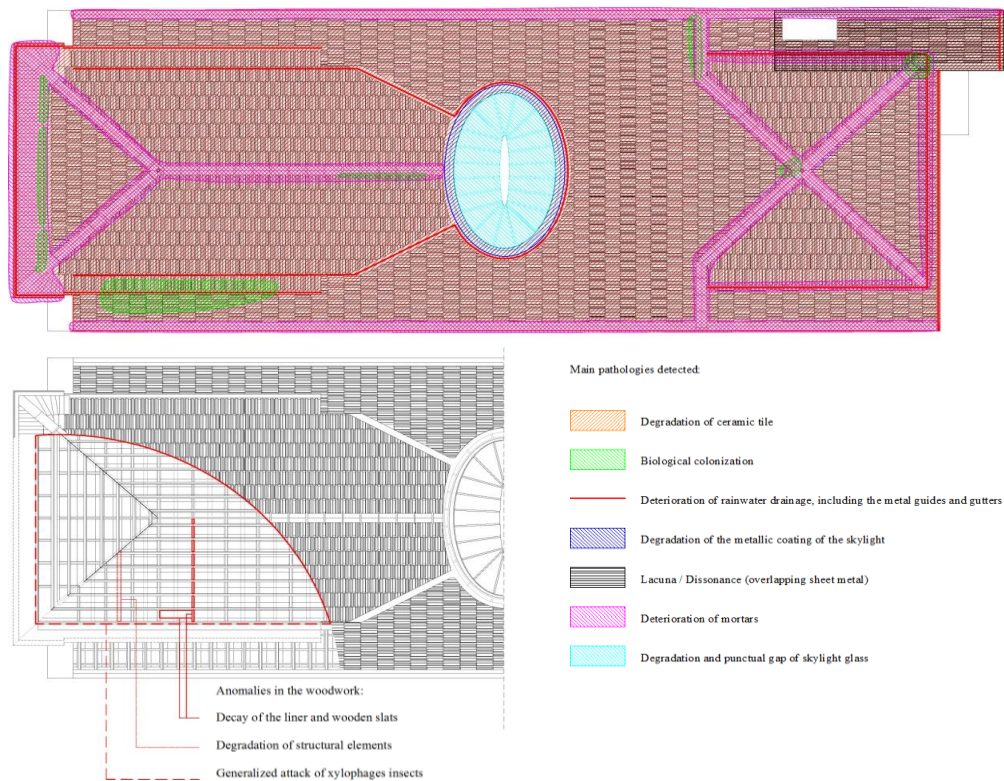 Main pathologies detected:
Degradation of ceramic tile
Biological colonization
Deterioration of rainwater drainage, including the metal guides and gutters
Degradation of the metallic coating of the skylight
Lacuna / Dissonance (overlapping sheet metal)
Deterioration of mortars
Degradation and punctual gap of skylight glass
Anomalies in the woodwork:
Decay of the liner and wooden slats
Degradation of structural elements
Generalized attack of xylophages insects